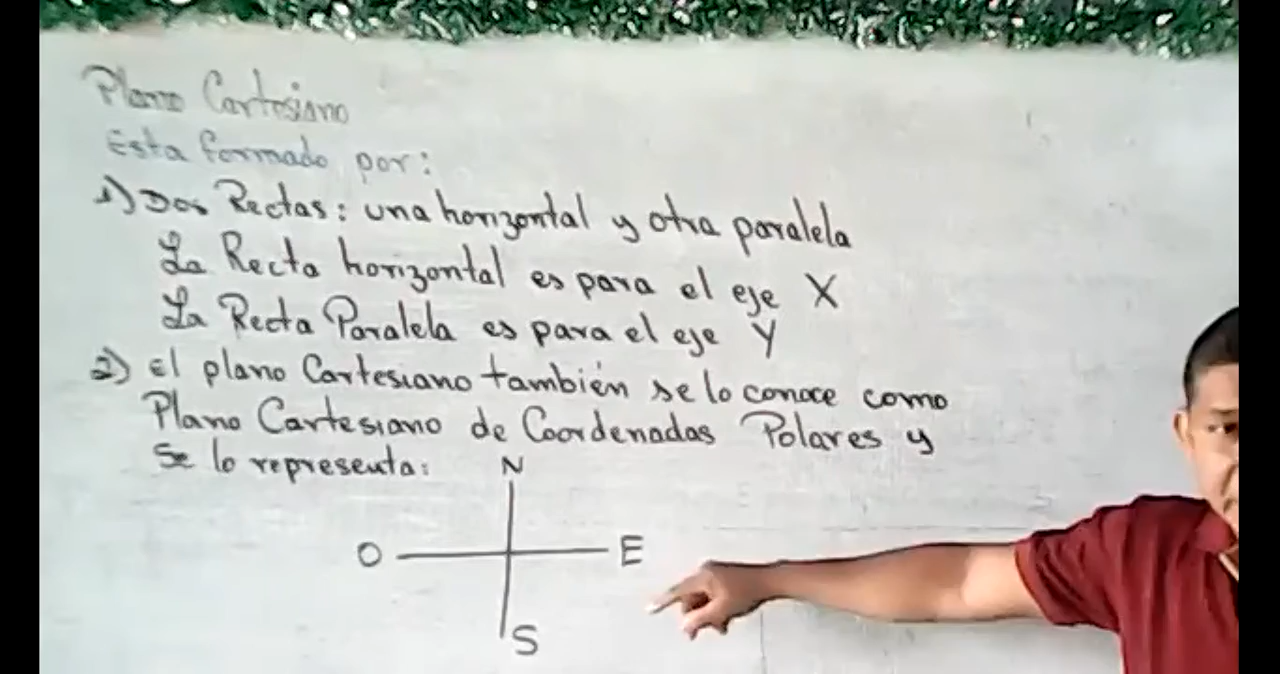 Plano Cartesiano
Esta formado por:
1) Dos Rectas: una horizontal y otra paralela
La Recta horizontal es para el eje X
La Recta Paralela es para el eje Y
2) El plano Cartesiano también se lo conoce como
Plano Cartesiano de Coordenadas Polares y
Se lo representa:
N
O E
S